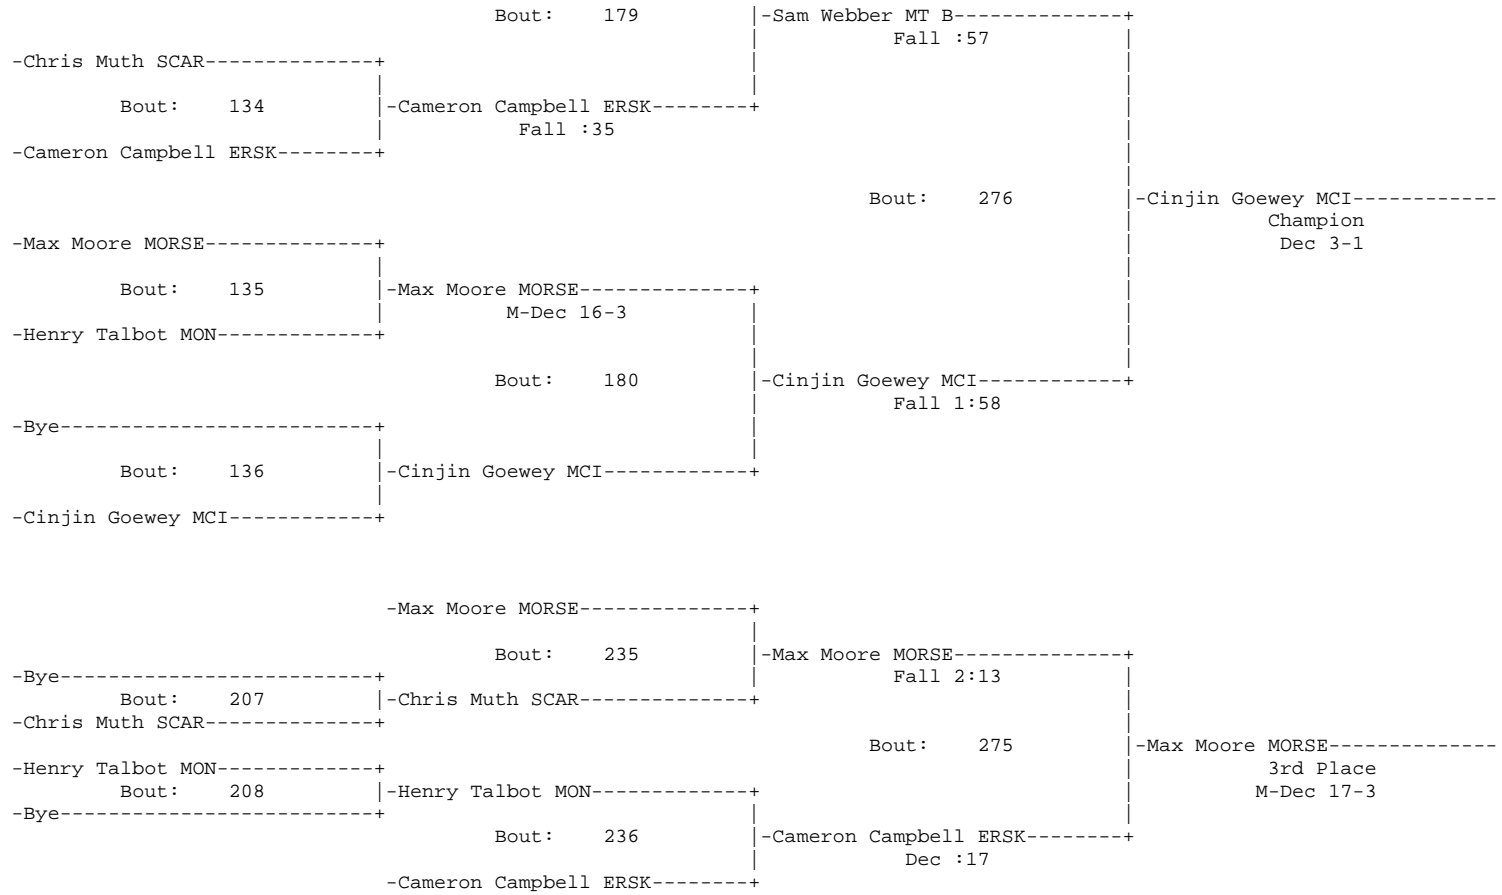 Bout: 179 |-Sam Webber MT B--------------+
Fall :57
-Chris Muth SCAR--------------+
Bout: 134 |-Cameron Campbell ERSK--------+
Fall :35
-Cameron Campbell ERSK--------+
Bout: 276 |-Cinjin Goewey MCI------------
Champion
-Max Moore MORSE--------------+ Dec 3-1
Bout: 135 |-Max Moore MORSE--------------+
M-Dec 16-3
-Henry Talbot MON-------------+
Bout: 180 |-Cinjin Goewey MCI------------+
Fall 1:58
-Bye--------------------------+
Bout: 136 |-Cinjin Goewey MCI------------+
-Cinjin Goewey MCI------------+
-Max Moore MORSE--------------+
Bout: 235 |-Max Moore MORSE--------------+
-Bye--------------------------+ Fall 2:13
Bout: 207 |-Chris Muth SCAR--------------+
-Chris Muth SCAR--------------+
Bout: 275 |-Max Moore MORSE--------------
-Henry Talbot MON-------------+ 3rd Place
Bout: 208 |-Henry Talbot MON-------------+ M-Dec 17-3
-Bye--------------------------+
Bout: 236 |-Cameron Campbell ERSK--------+
Dec :17
-Cameron Campbell ERSK--------+